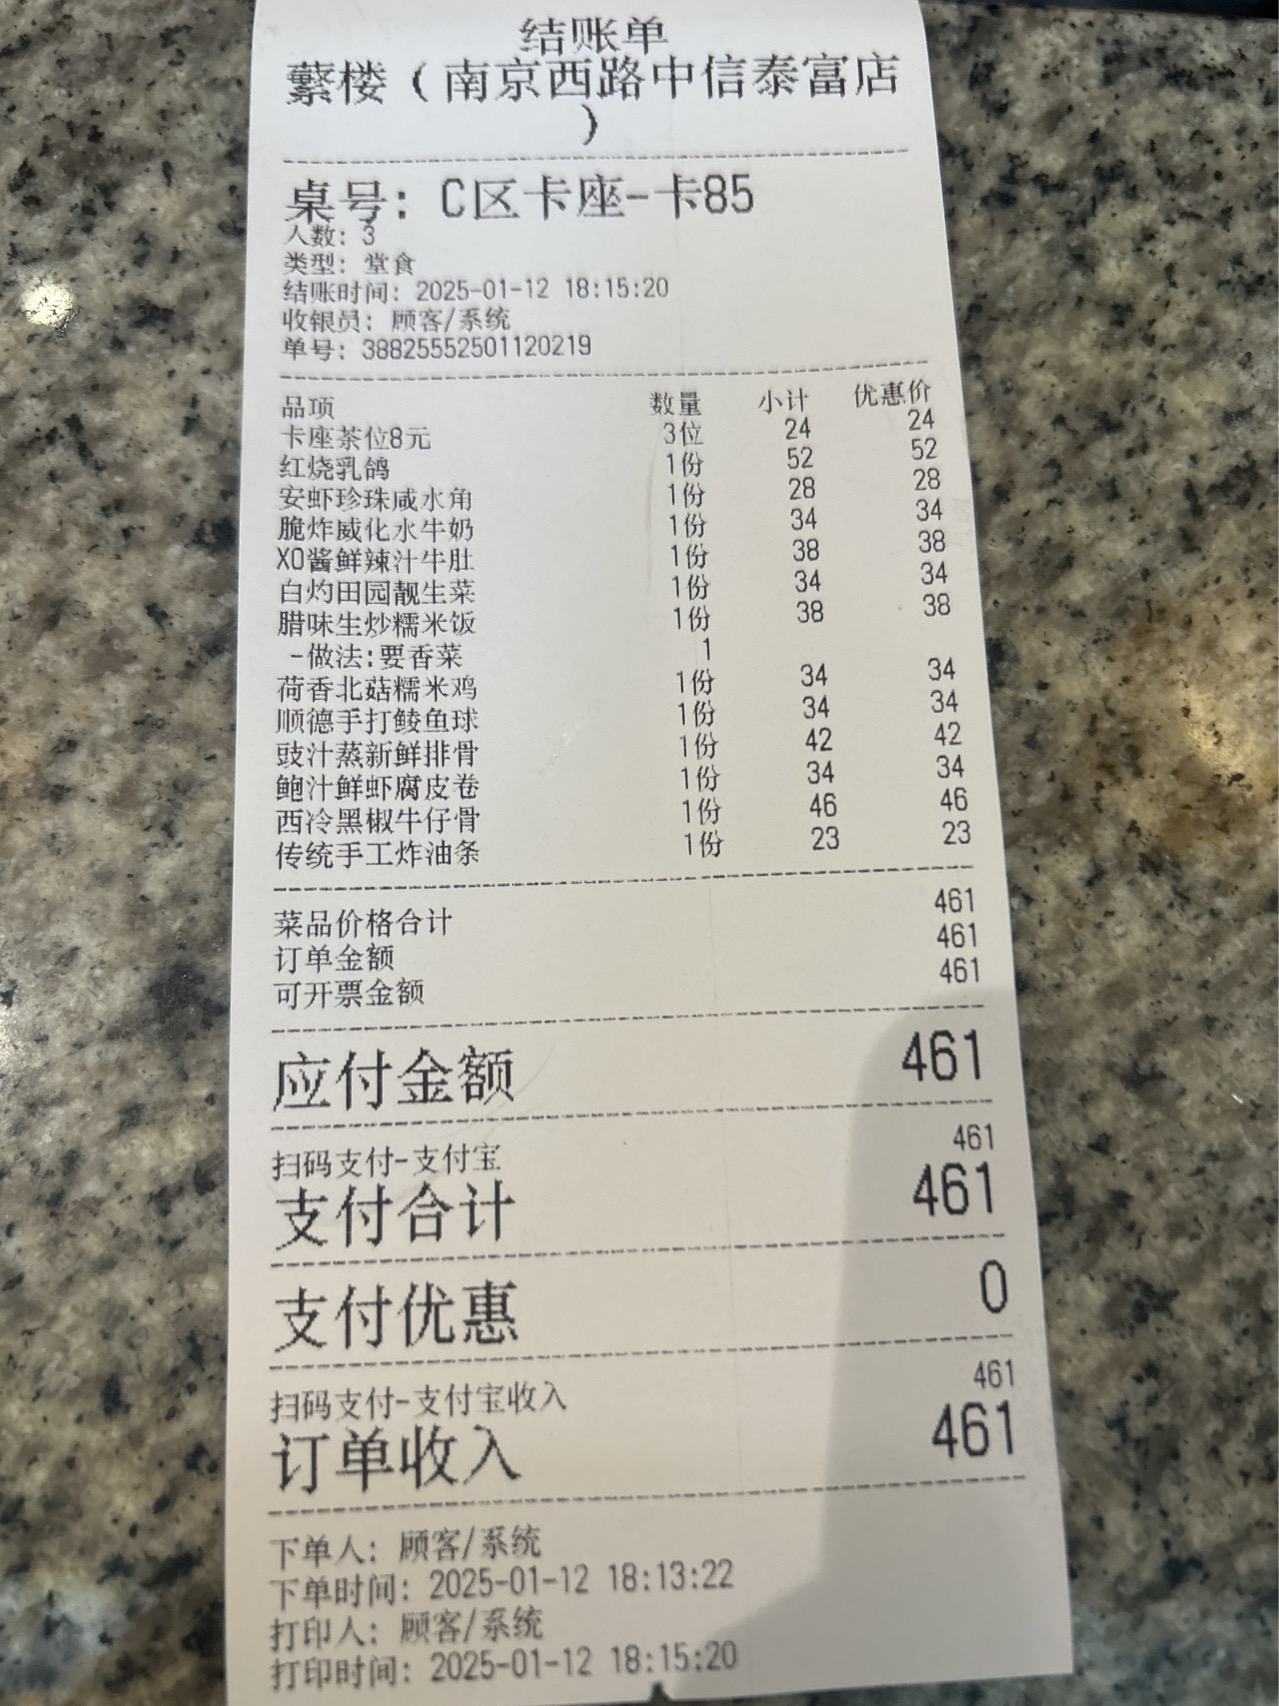 结账单
蘩楼（南京西路中信泰富店
）
桌号: C区卡座-卡85
人数: 3
类型: 堂食
结账时间: 2025-01-12 18:15:20
收银员: 顾客/系统
单号: 38825552501120219
品项 数量 小计 优惠价
卡座茶位8元 3位 24 24
红烧乳鸽 1份 52 52
安虾珍珠咸水角 1份 28 28
脆炸威化水牛奶 1份 34 34
XO酱鲜辣汁牛肚 1份 38 38
白灼田园靓生菜 1份 34 34
腊味生炒糯米饭 1份 38 38
-做法:要香菜 1
荷香北菇糯米鸡 1份 34 34
顺德手打鲮鱼球 1份 34 34
豉汁蒸新鲜排骨 1份 42 42
鲍汁鲜虾腐皮卷 1份 34 34
西冷黑椒牛仔骨 1份 46 46
传统手工炸油条 1份 23 23
菜品价格合计 461
订单金额 461
可开票金额 461
应付金额 461
扫码支付-支付宝 461
支付合计 461
支付优惠 0
扫码支付-支付宝收入 461
订单收入 461
下单人: 顾客/系统
下单时间: 2025-01-12 18:13:22
打印人: 顾客/系统
打印时间: 2025-01-12 18:15:20